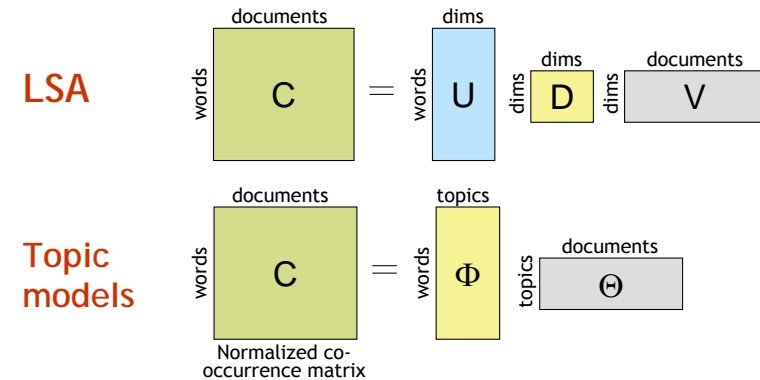 documents
dims
dims
documents
LSA
words
C
=
words
U
dims
D
dims
V
documents
topics
documents
Topic
models
words
C
=
words
Φ
topics
Θ
Normalized co-
occurrence matrix